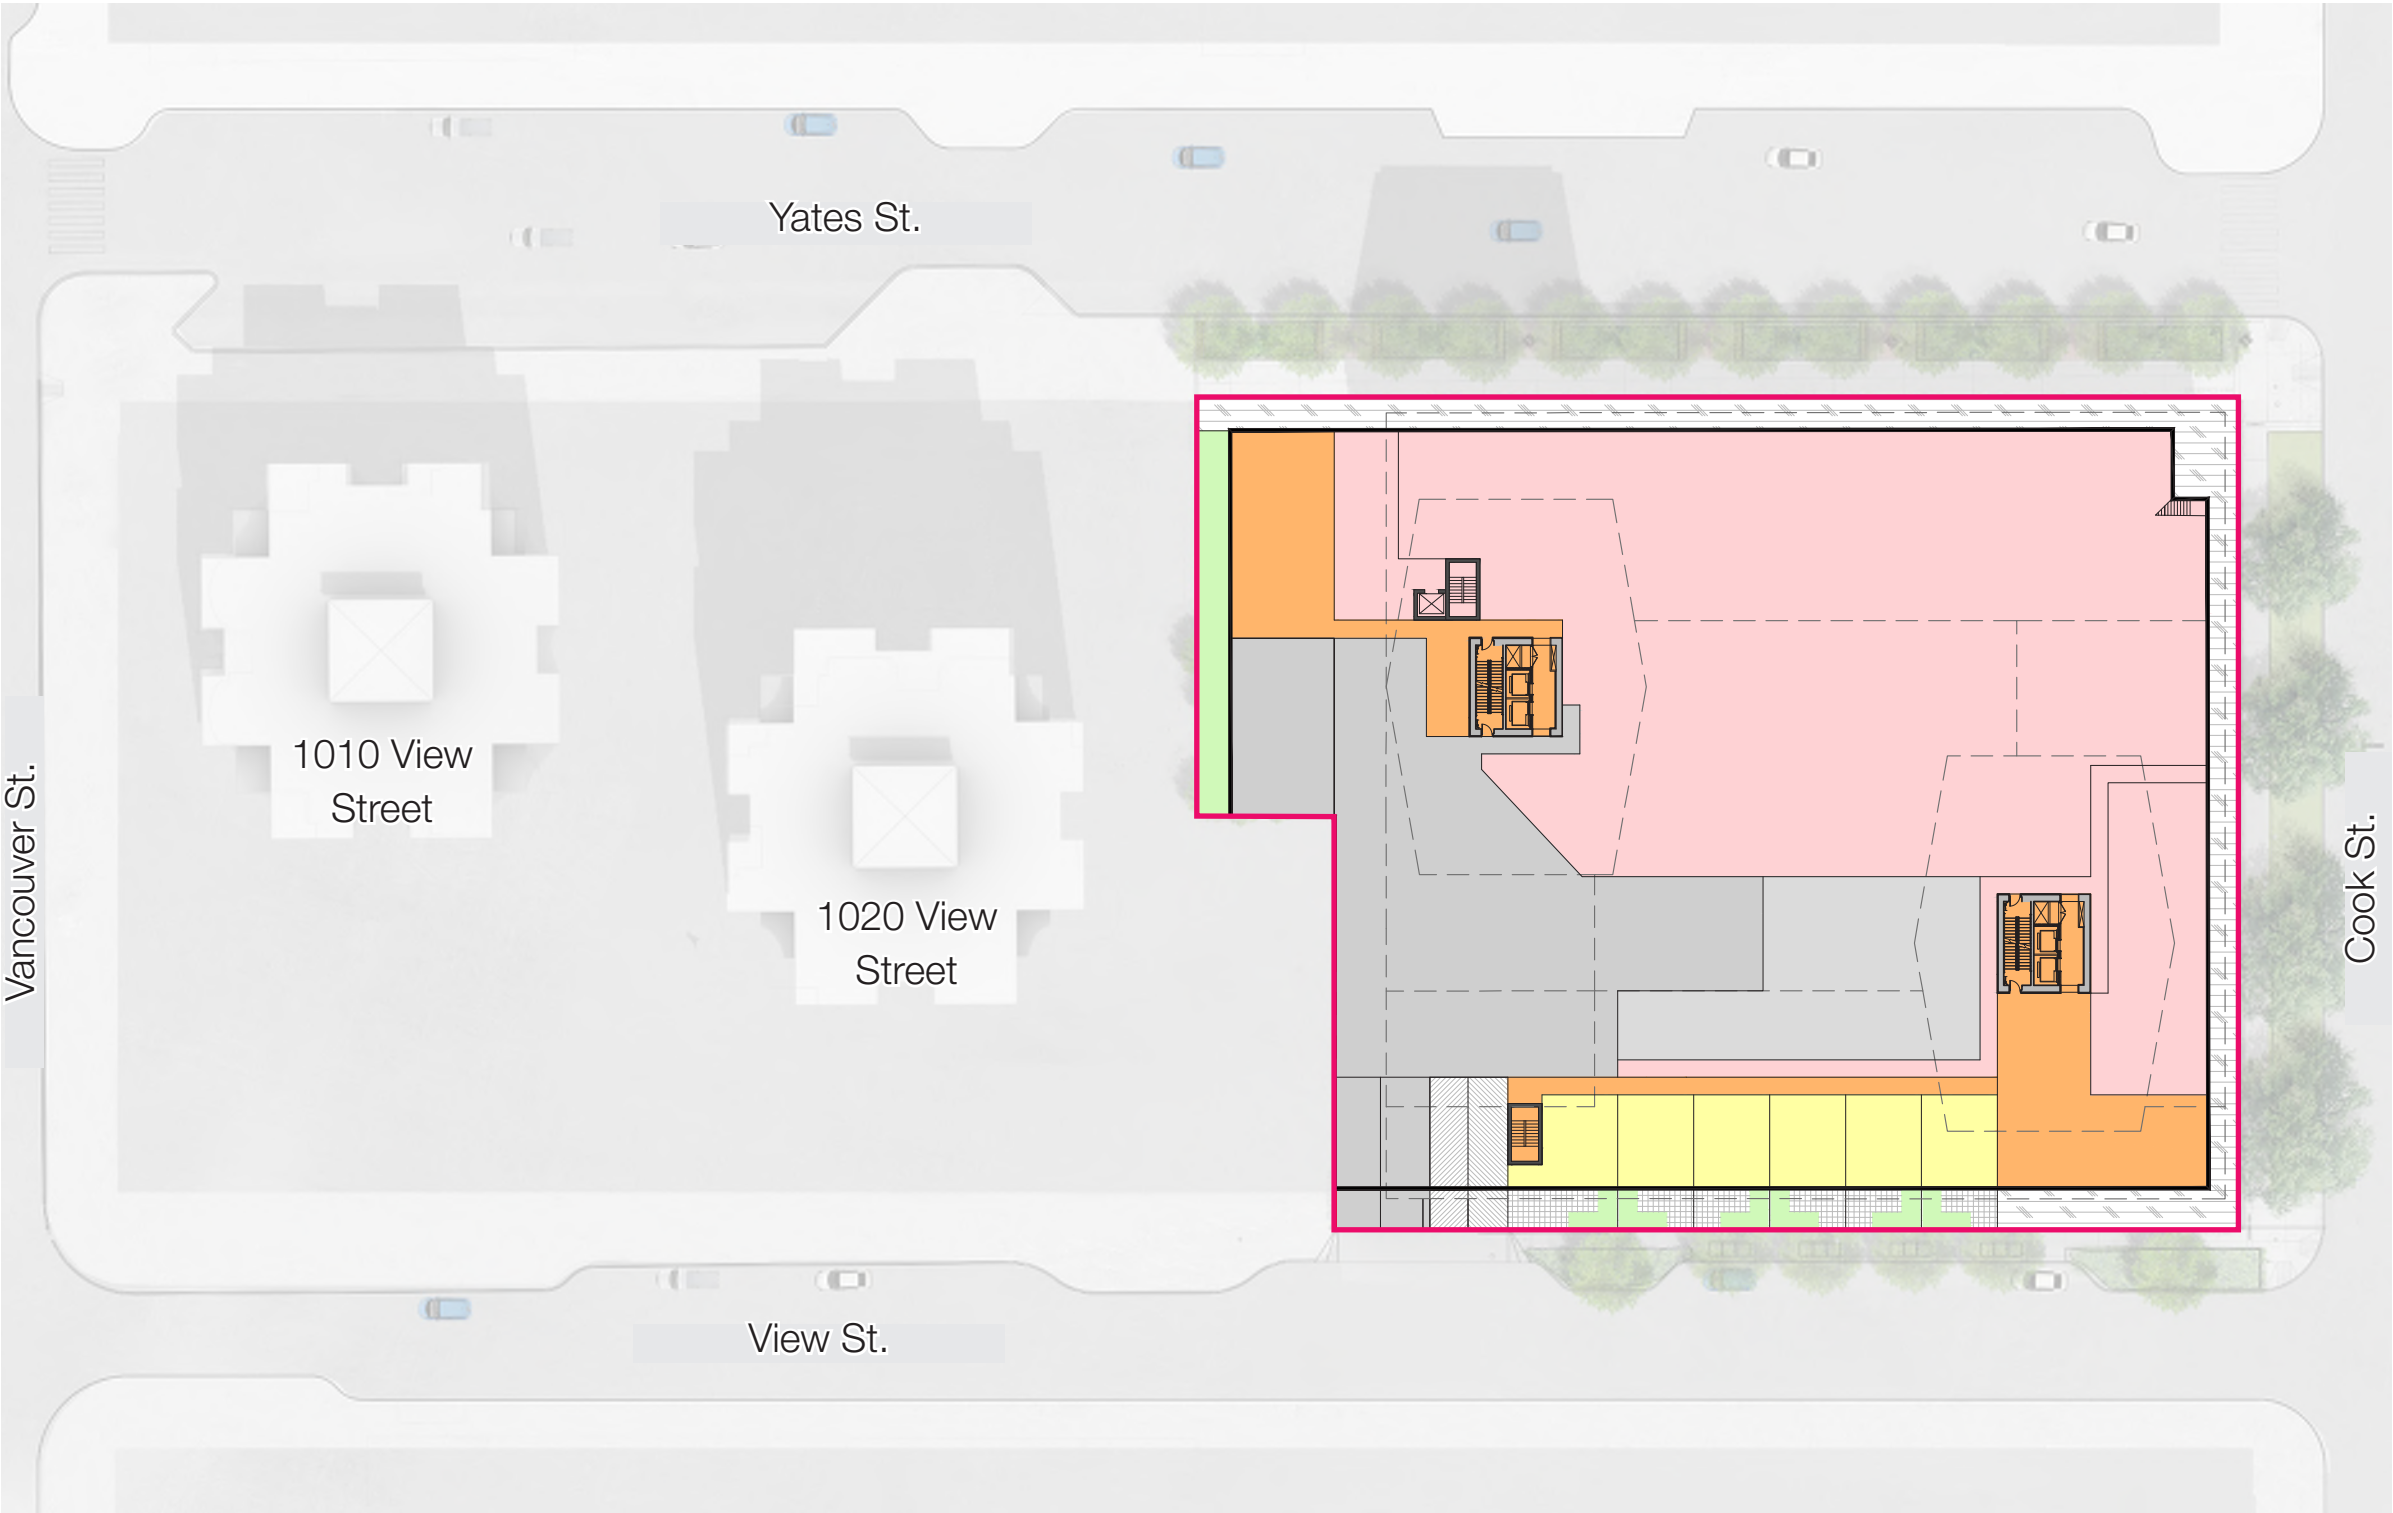 Yates St.
1010 View
Street
1020 View
Street
Vancouver St.
Cook St.
View St.